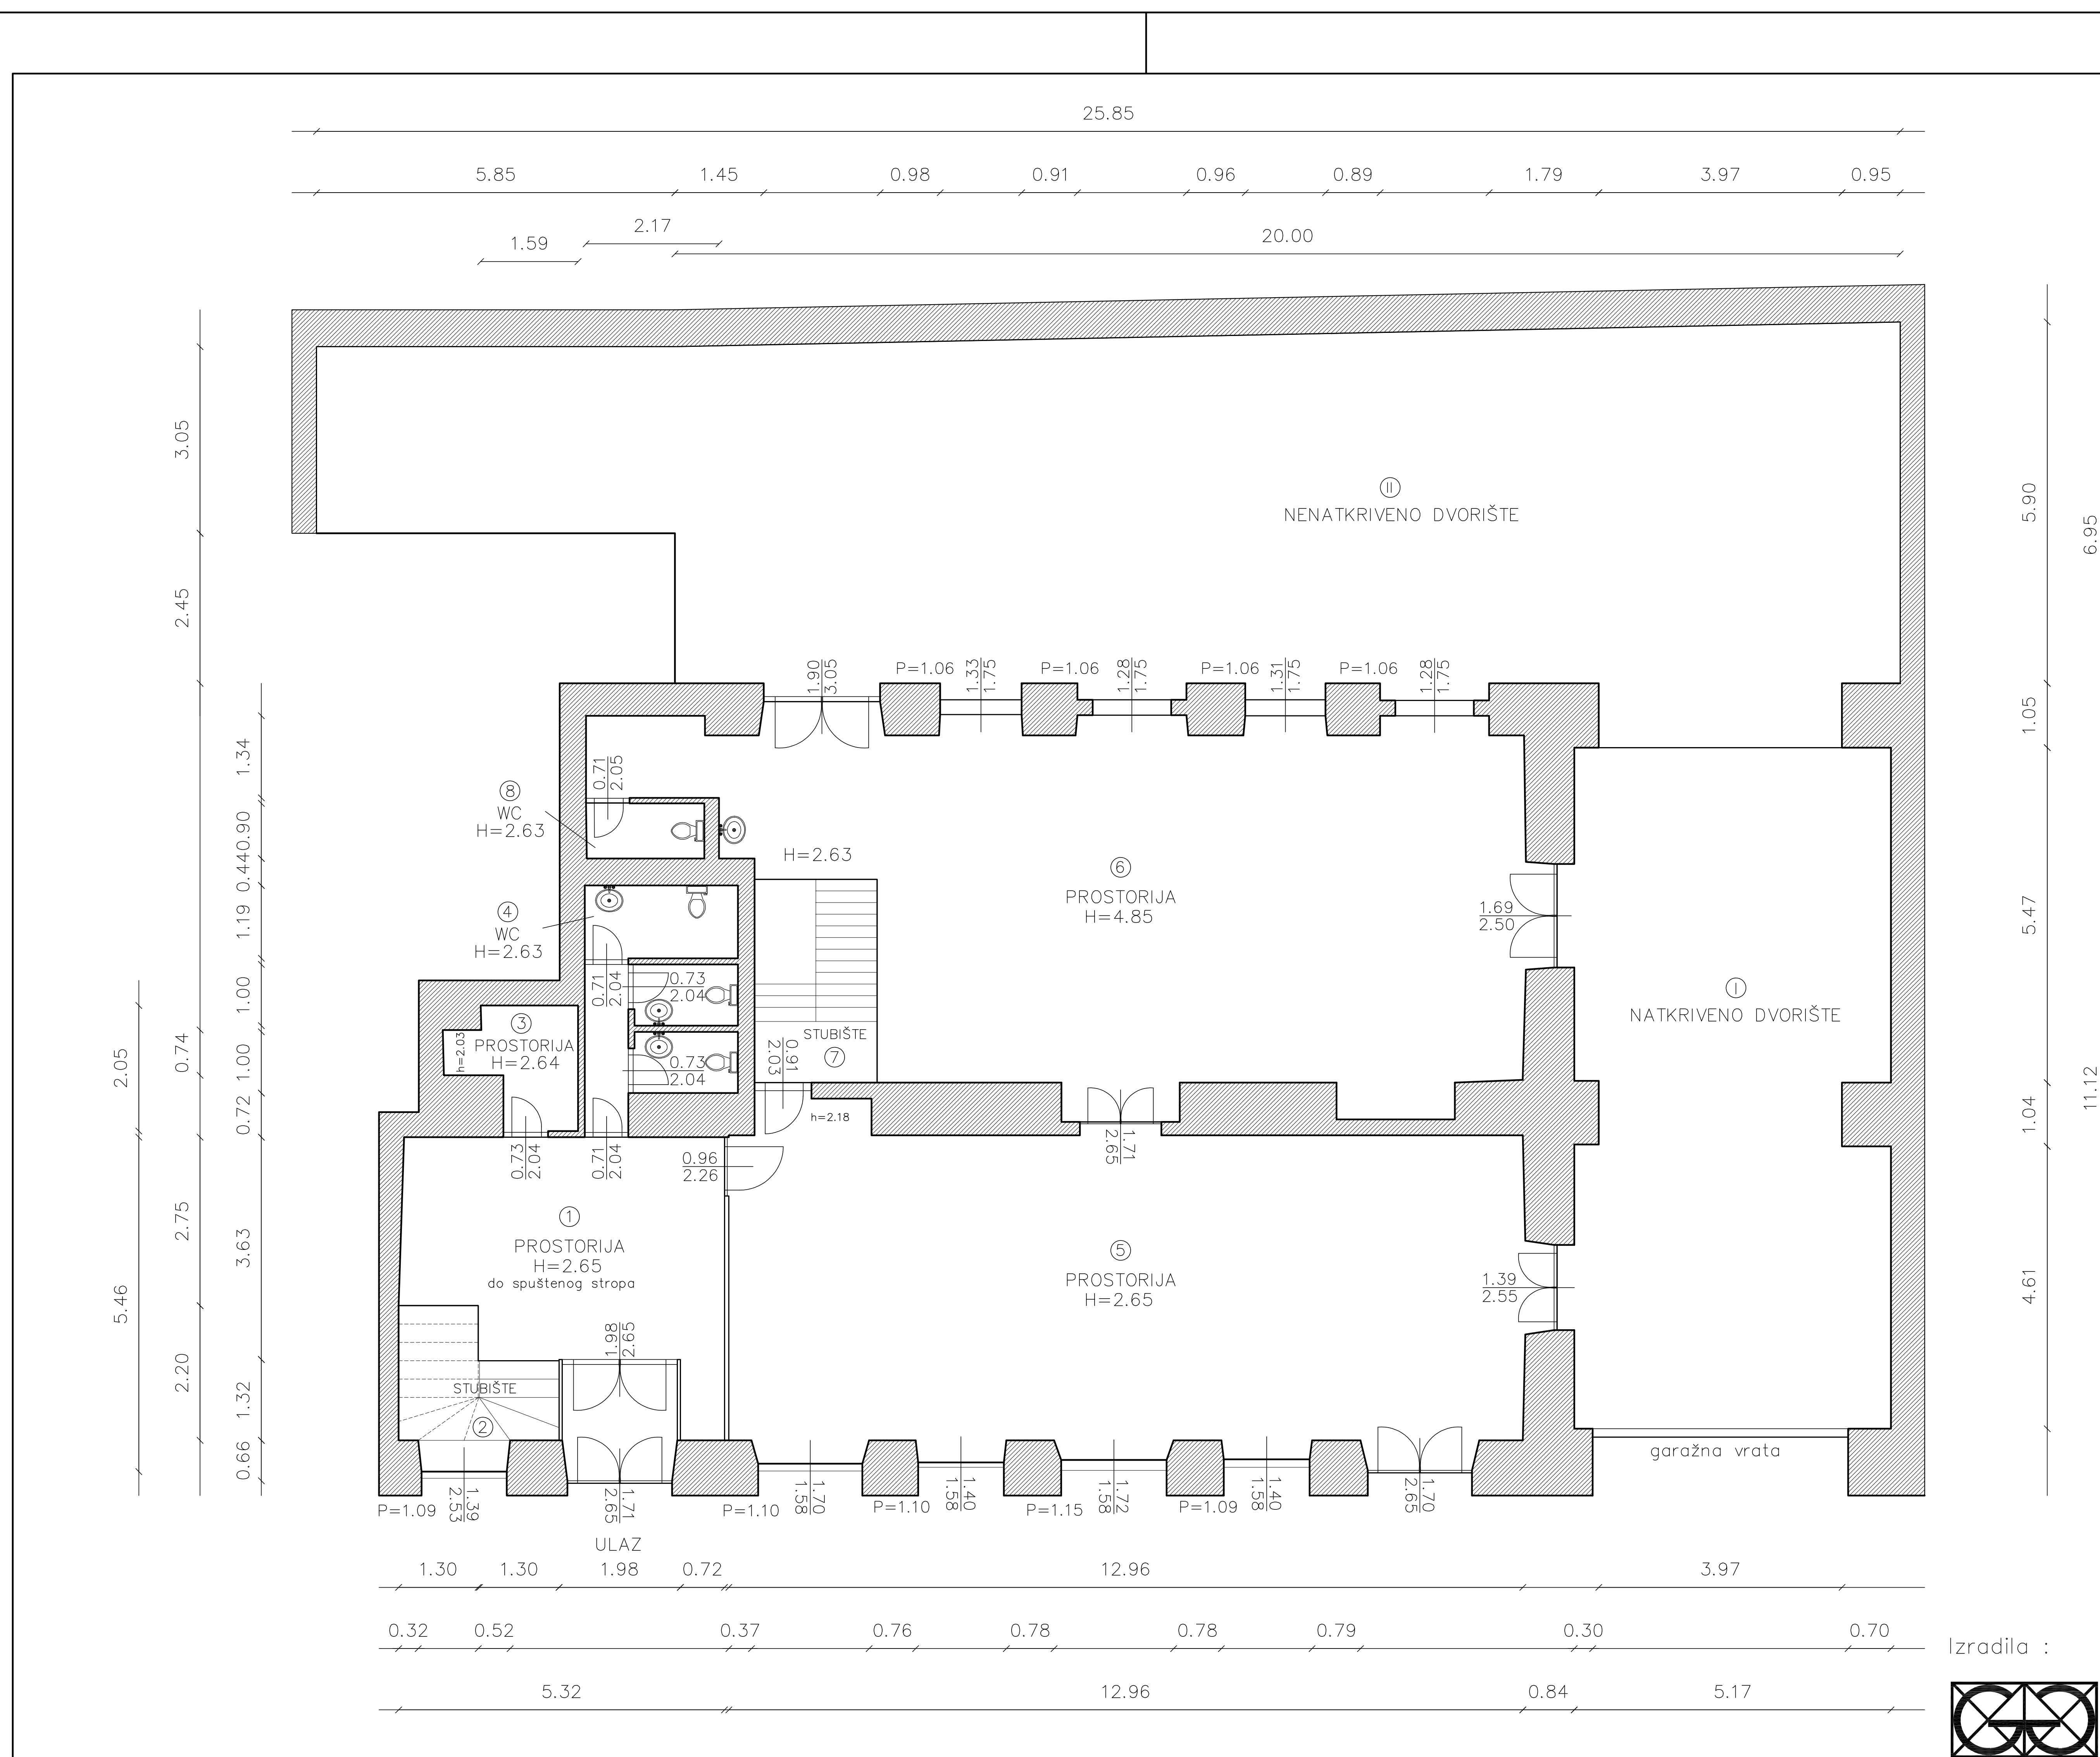 25.85
5.85 1.45 0.98 0.91 0.96 0.89 1.79 3.97 0.95
2.17
1.59
20.00
3.05
2.45
5.90
6.95
II
NENATKRIVENO DVORIŠTE
1.90
3.05
P=1.06
1.33
1.75
P=1.06
1.28
1.75
P=1.06
1.31
1.75
P=1.06
1.28
1.75
1.05
1.34
0.90
0.44
1.19
1.00
1.00
0.72
3.63
1.32
0.66
0.74
2.75
2.20
2.05
5.46
0.71
2.05
8
WC
H=2.63
H=2.63
6
PROSTORIJA
H=4.85
4
WC
H=2.63
1.69
2.50
5.47
0.71
2.04
0.73
2.04
I
NATKRIVENO DVORIŠTE
3
PROSTORIJA
H=2.64
h=2.03
0.73
2.04
STUBIŠTE
7
0.91
2.03
h=2.18
1.04
11.12
0.73
2.04
0.71
2.04
0.96
2.26
1.71
2.65
1
PROSTORIJA
H=2.65
do spuštenog stropa
5
PROSTORIJA
H=2.65
1.39
2.55
4.61
1.98
2.65
STUBIŠTE
2
garažna vrata
P=1.09
1.39
2.53
1.71
2.65
P=1.10
1.70
1.58
P=1.10
1.40
1.58
P=1.15
1.72
1.58
P=1.09
1.40
1.58
1.70
2.65
ULAZ
1.30 1.30 1.98 0.72 12.96 3.97
0.32 0.52 0.37 0.76 0.78 0.78 0.79 0.30 0.70
Izradila :
5.32 12.96 0.84 5.17